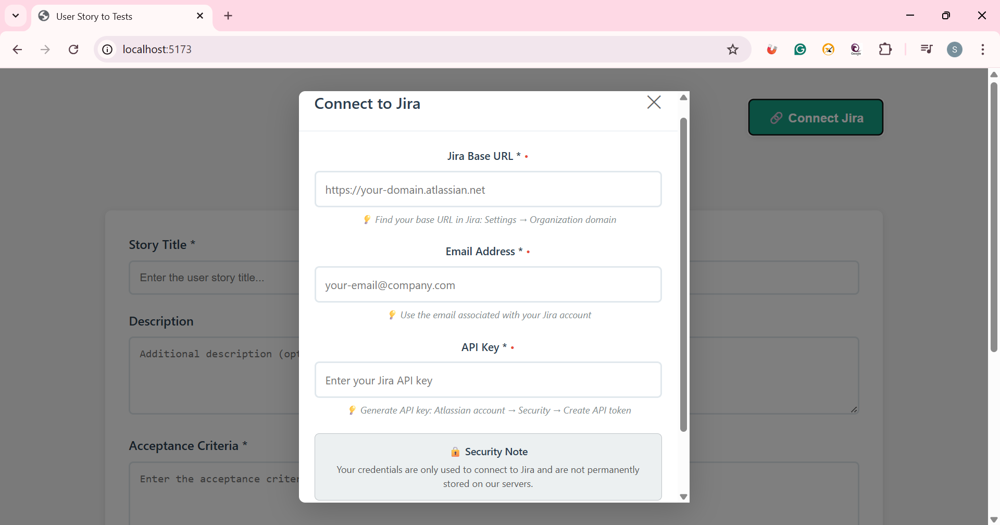 User Story to Tests
localhost:5173
Google
S
Connect to Jira
🔗 Connect Jira
Jira Base URL * •
https://your-domain.atlassian.net
💡 Find your base URL in Jira: Settings → Organization domain
Email Address * •
your-email@company.com
💡 Use the email associated with your Jira account
API Key * •
Enter your Jira API key
💡 Generate API key: Atlassian account → Security → Create API token
🔒 Security Note
Your credentials are only used to connect to Jira and are not permanently
stored on our servers.
Story Title *
Enter the user story title...
Description
Additional description (opt
Acceptance Criteria *
Enter the acceptance criter